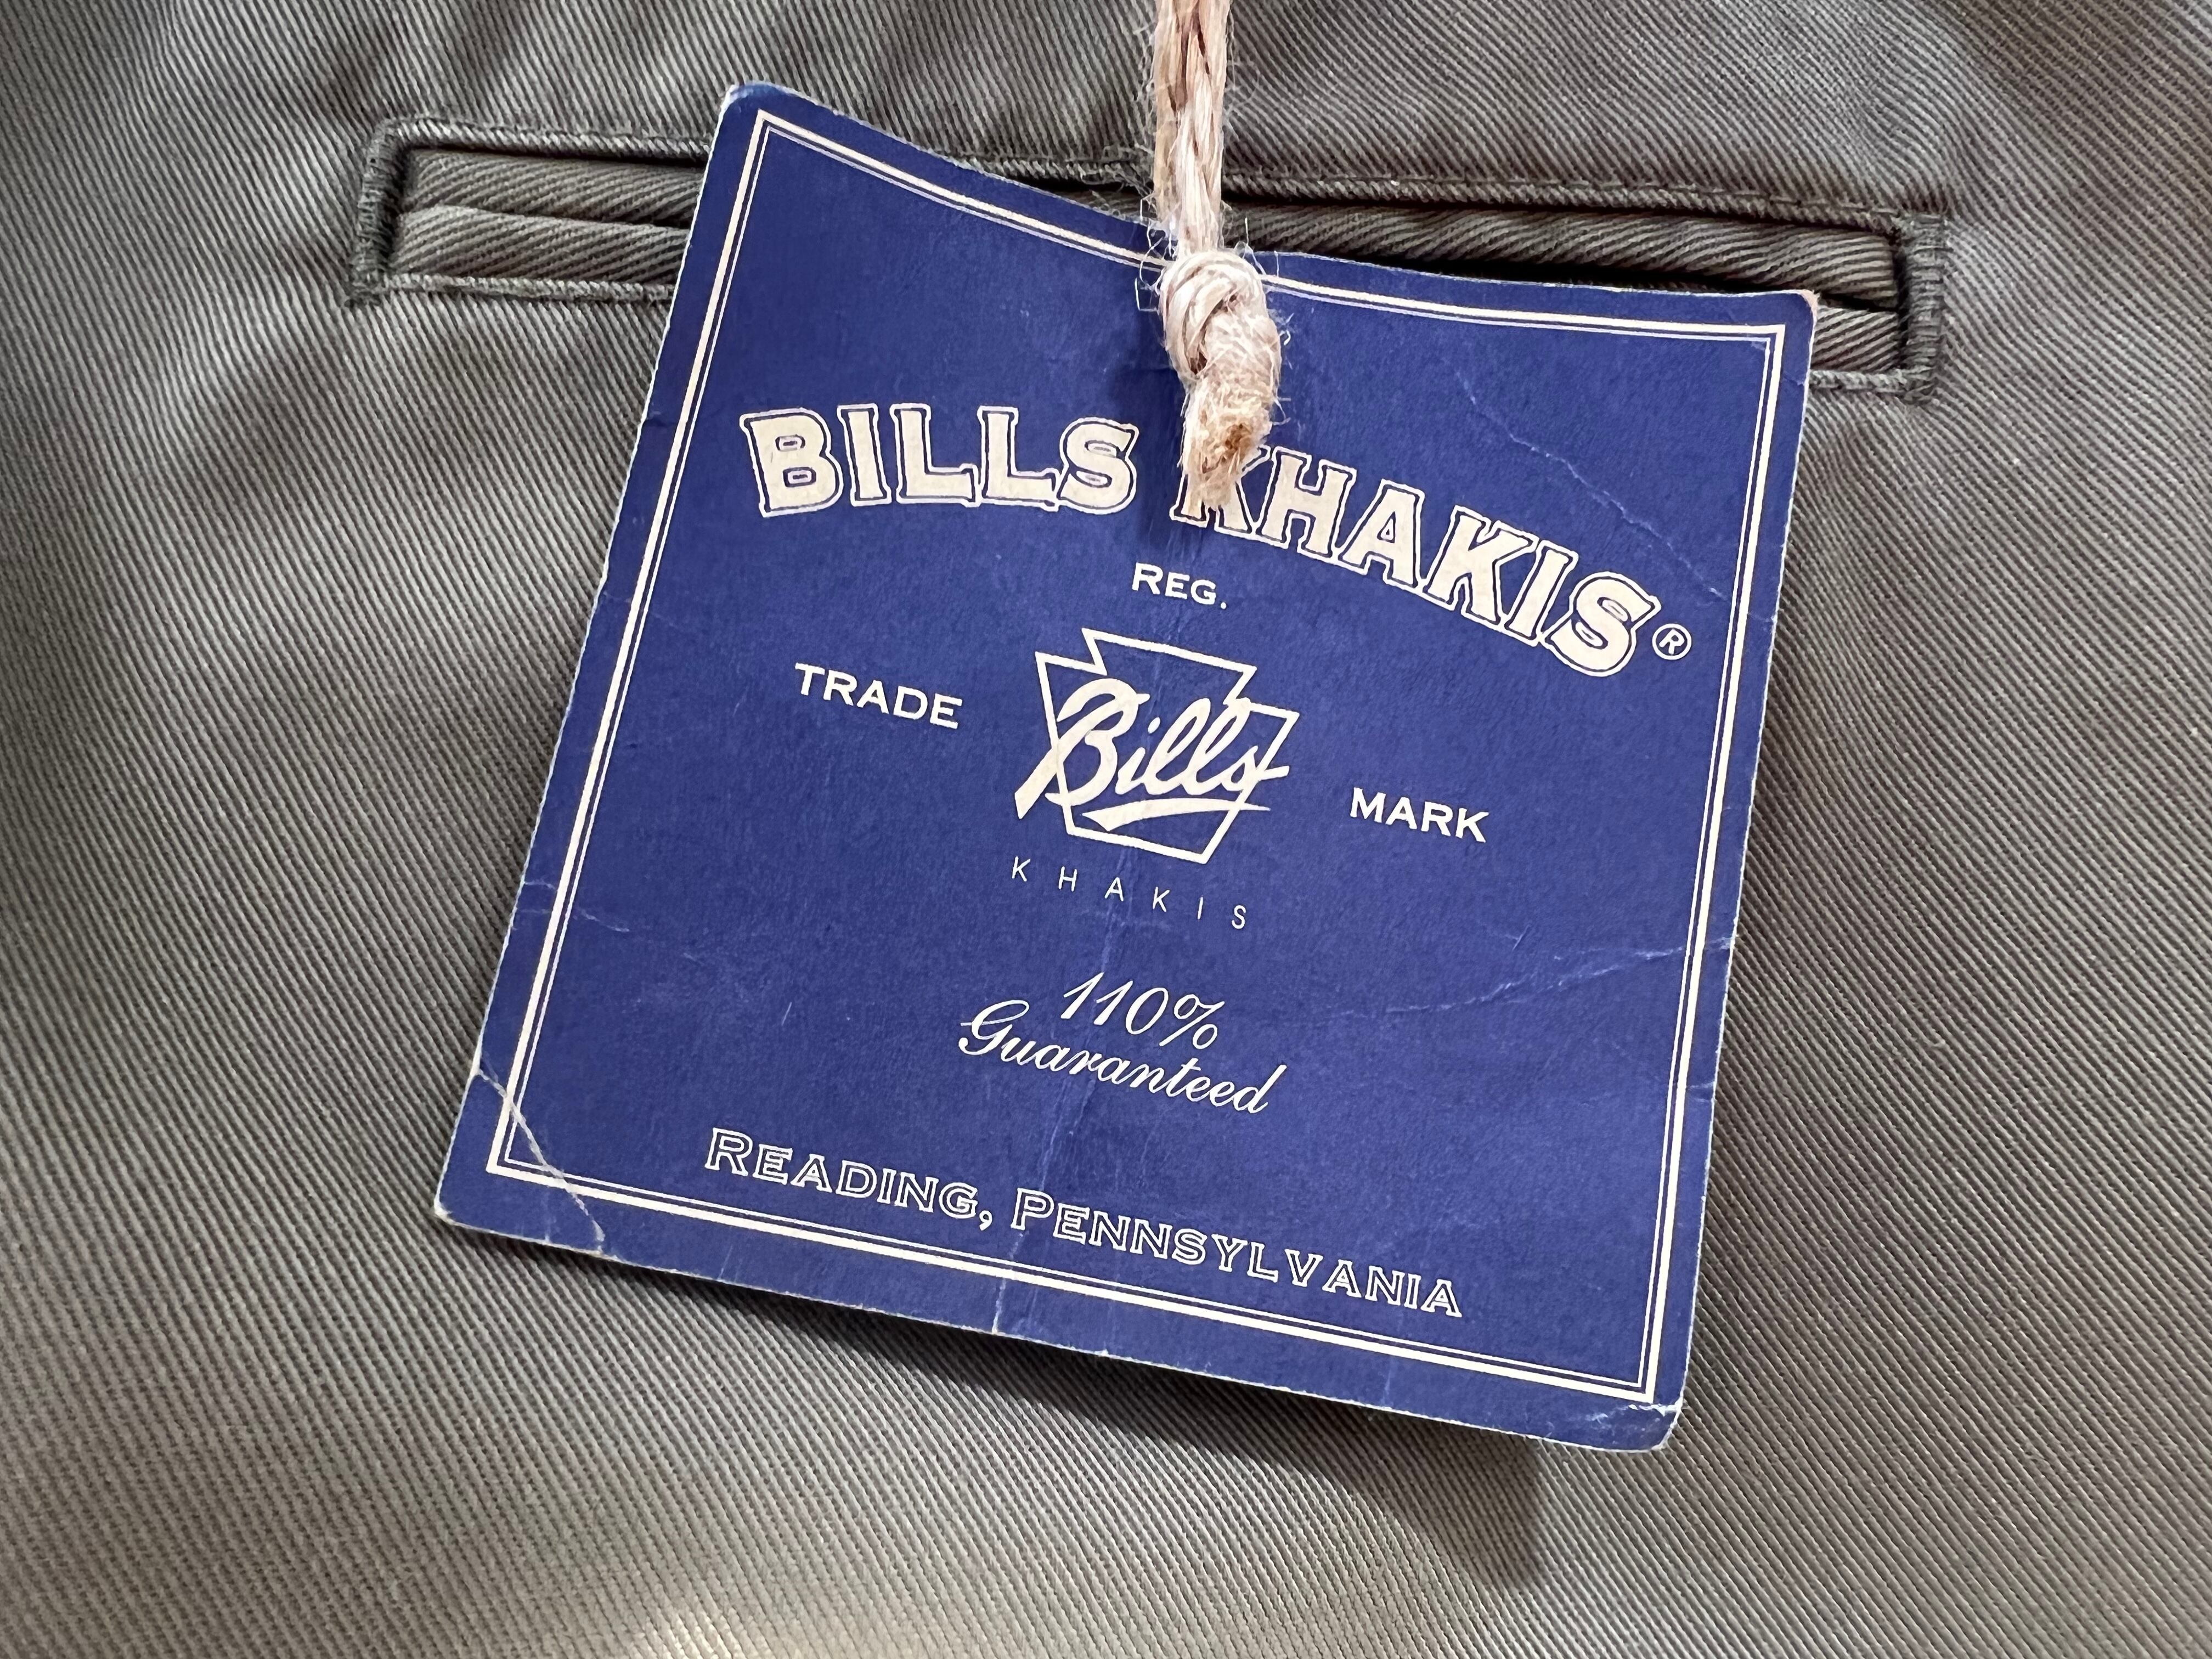 BILLS KHAKIS®
REG.
TRADE MARK
Bills
KHAKIS
110%
Guaranteed
READING, PENNSYLVANIA